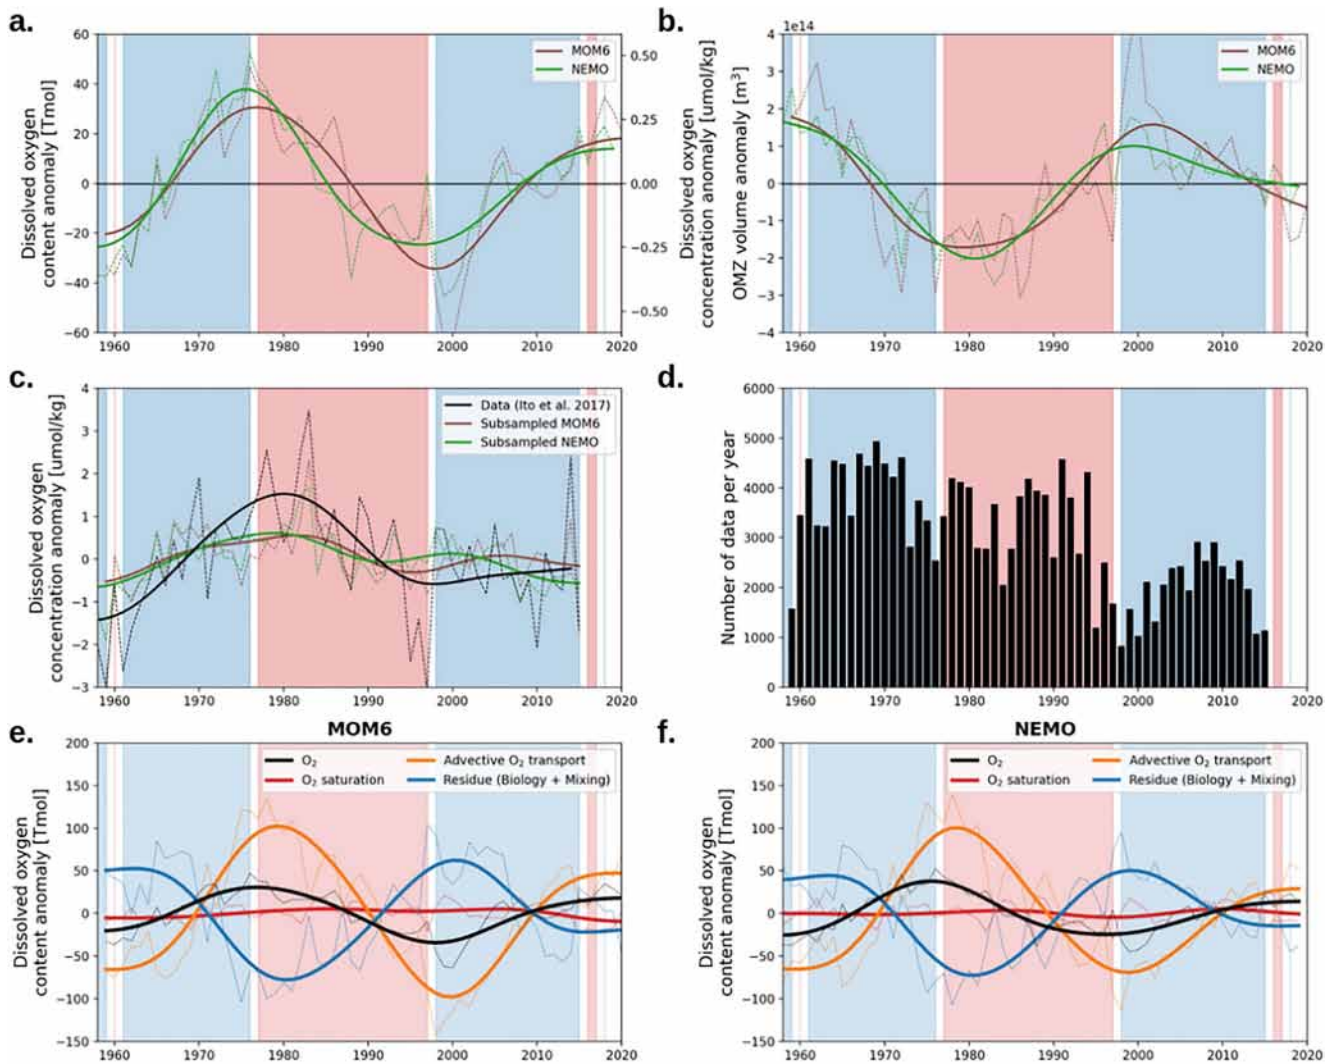 a.
Dissolved oxygen
content anomaly [Tmol]
60
40
20
0
−20
−40
−60
MOM6
NEMO
0.50
0.25
0.00
−0.25
−0.50
Dissolved oxygen
concentration anomaly [umol/kg]
1960 1970 1980 1990 2000 2010 2020
b.
1e14
OMZ volume anomaly [m³]
4
3
2
1
0
−1
−2
−3
−4
MOM6
NEMO
1960 1970 1980 1990 2000 2010 2020
c.
Dissolved oxygen
concentration anomaly [umol/kg]
4
3
2
1
0
−1
−2
−3
Data (Ito et al. 2017)
Subsampled MOM6
Subsampled NEMO
1960 1970 1980 1990 2000 2010 2020
d.
Number of data per year
6000
5000
4000
3000
2000
1000
0
1960 1970 1980 1990 2000 2010 2020
e.
MOM6
Dissolved oxygen
content anomaly [Tmol]
200
150
100
50
0
−50
−100
−150
O₂
O₂ saturation
Advective O₂ transport
Residue (Biology + Mixing)
1960 1970 1980 1990 2000 2010 2020
f.
NEMO
Dissolved oxygen
content anomaly [Tmol]
200
150
100
50
0
−50
−100
−150
O₂
O₂ saturation
Advective O₂ transport
Residue (Biology + Mixing)
1960 1970 1980 1990 2000 2010 2020